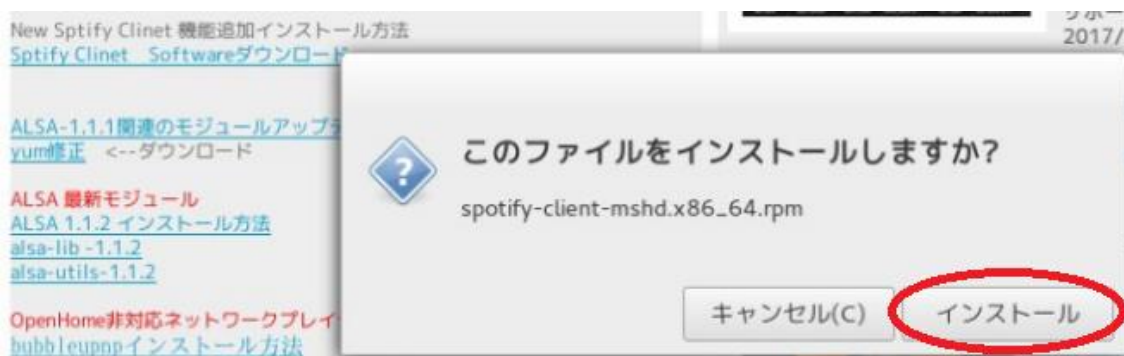 New Sptify Clinet 機能追加インストール方法
Sptify Clinet　Softwareダウンロード
サポー
2017/
ALSA-1.1.1関連のモジュールアップデ
yum修正　<--ダウンロード
ALSA 最新モジュール
ALSA 1.1.2 インストール方法
alsa-lib -1.1.2
alsa-utils-1.1.2
OpenHome非対応ネットワークプレイ
bubbleupnpインストール方法
このファイルをインストールしますか?
spotify-client-mshd.x86_64.rpm
キャンセル(C)
インストール